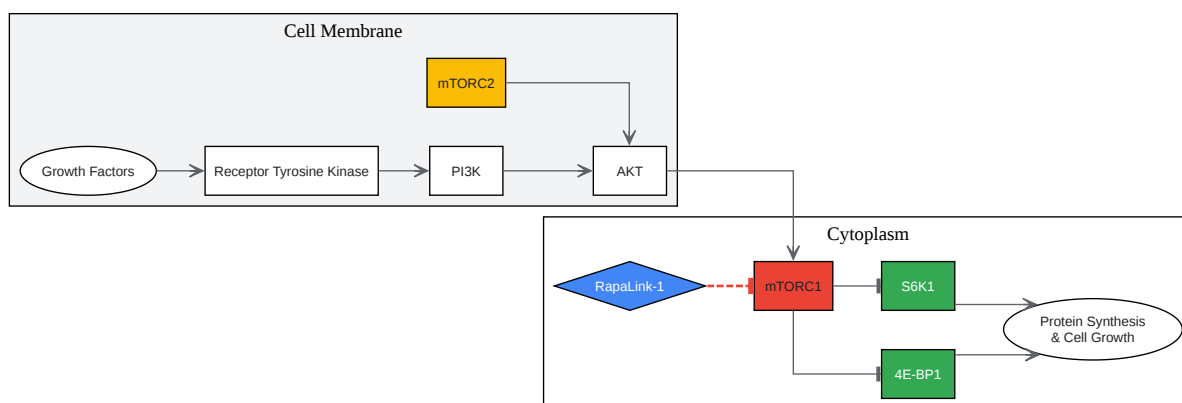 Cell Membrane
mTORC2
Growth Factors
Receptor Tyrosine Kinase
PI3K
AKT
Cytoplasm
RapaLink-1
mTORC1
S6K1
Protein Synthesis
& Cell Growth
4E-BP1